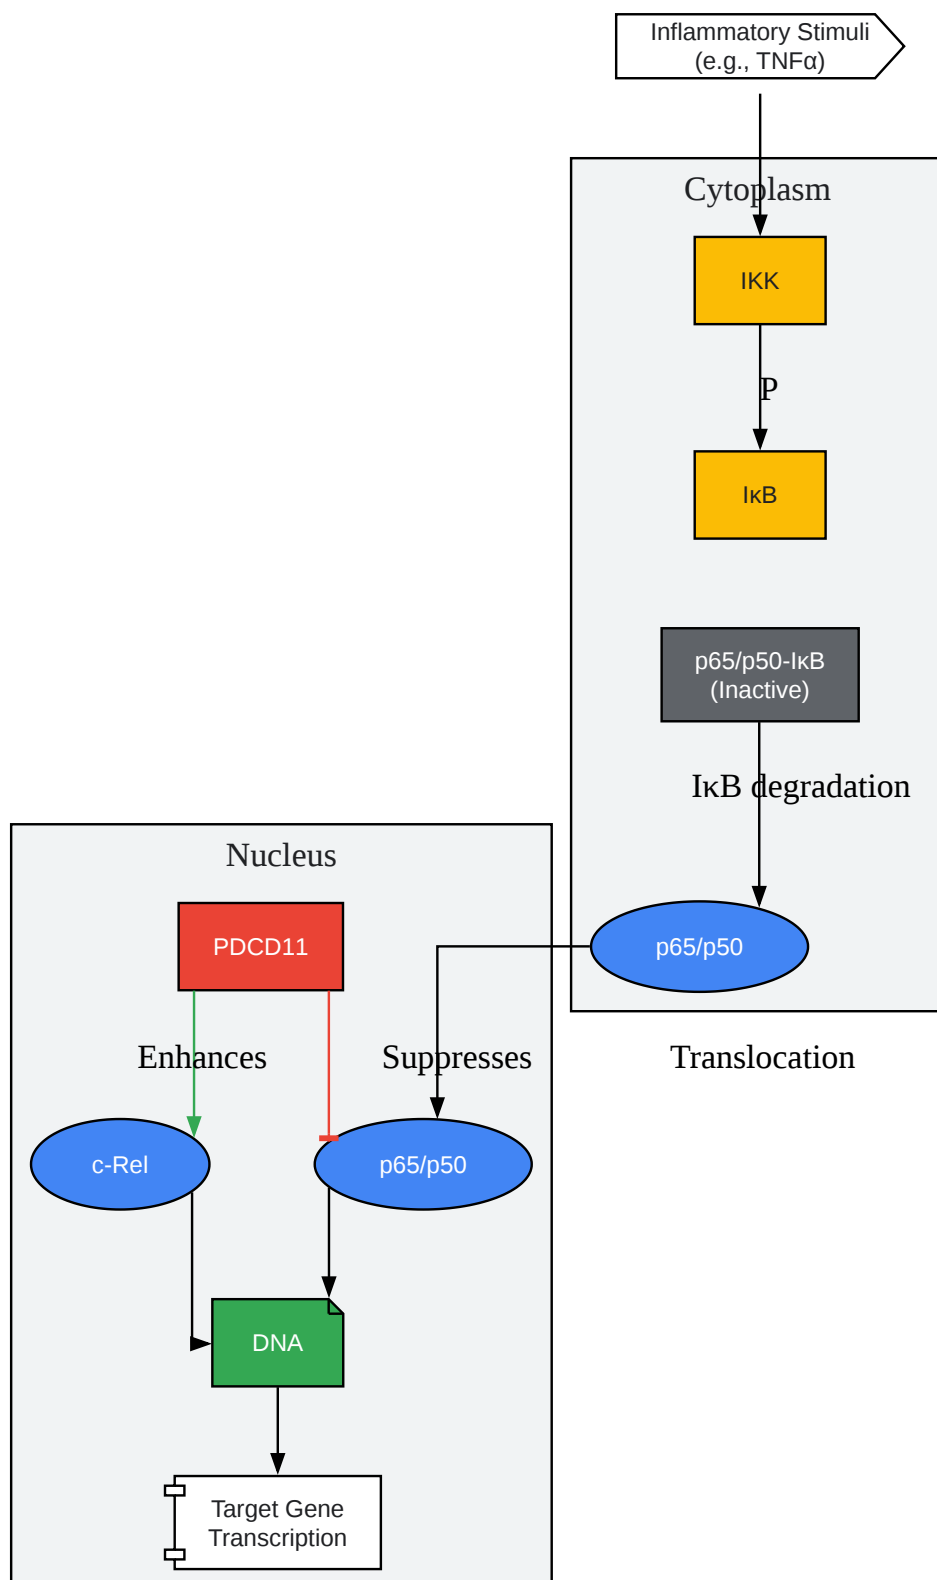 Inflammatory Stimuli
(e.g., TNFα)
Cytoplasm
IKK
P
IκB
p65/p50-IκB
(Inactive)
IκB degradation
Nucleus
PDCD11
p65/p50
Enhances
Suppresses
Translocation
c-Rel
p65/p50
DNA
Target Gene
Transcription